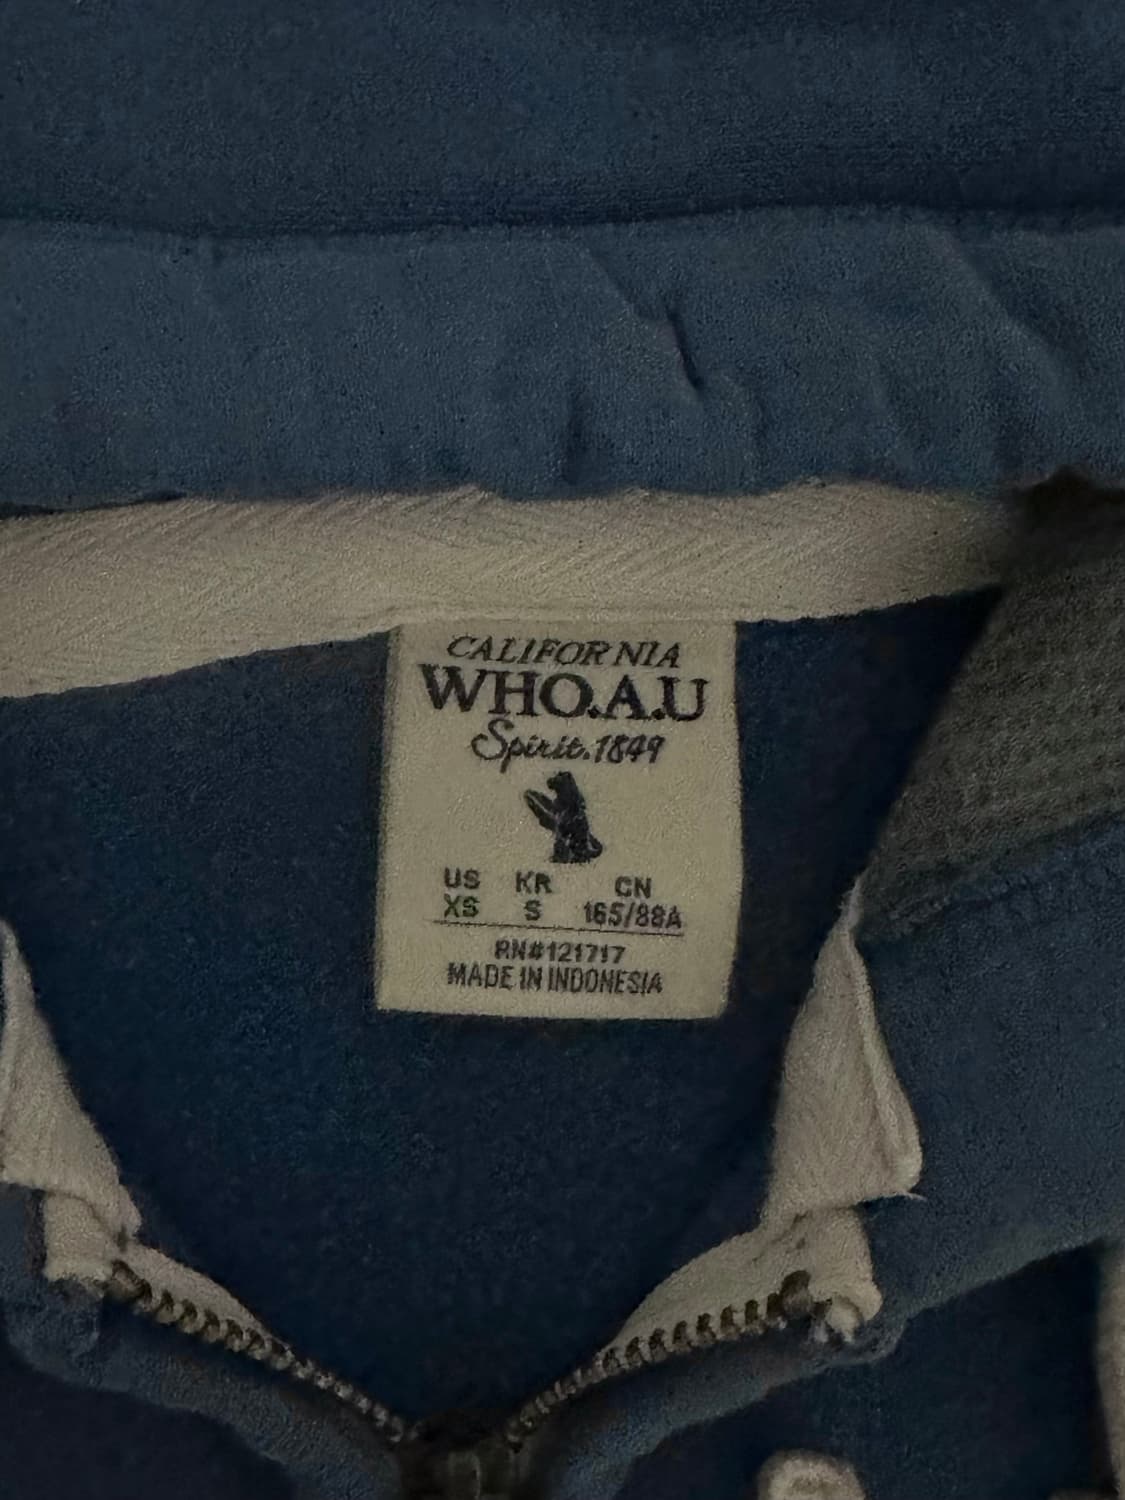 CALIFORNIA
WHO.A.U
Spirit.1849
US KR CN
XS S 165/88A
RN#121717
MADE IN INDONESIA